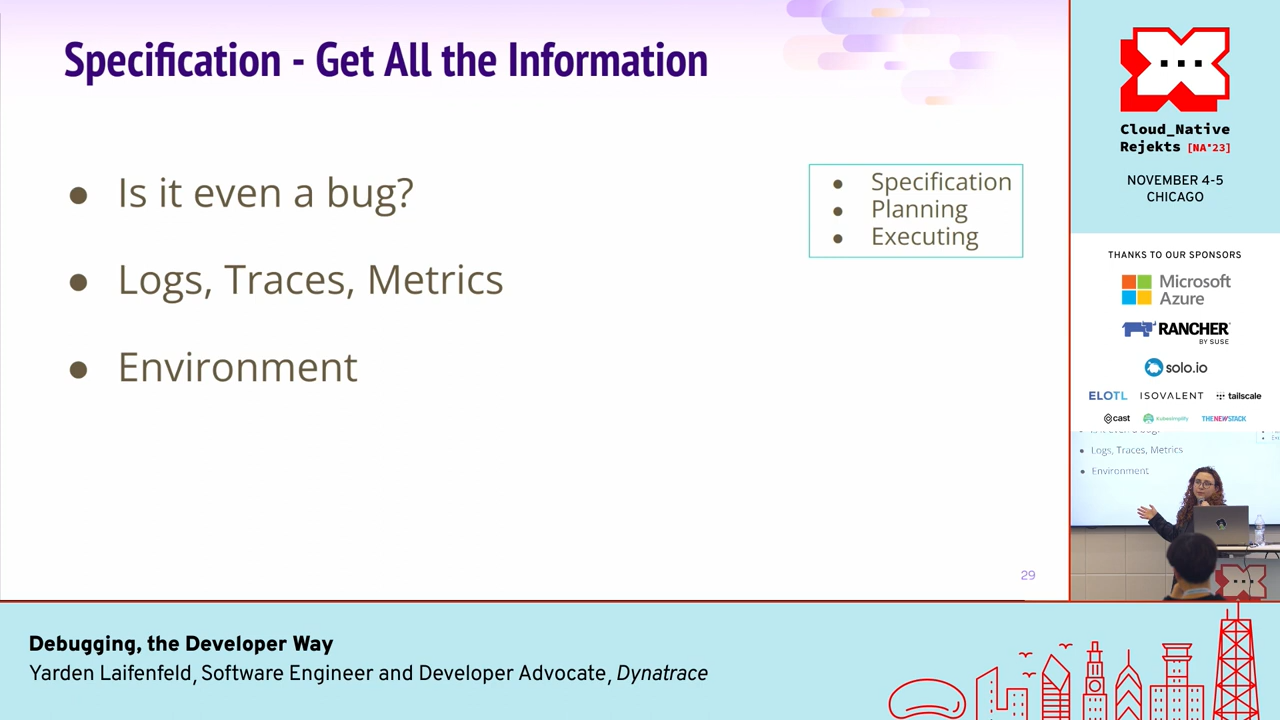 Specification - Get All the Information
● Is it even a bug?
● Logs, Traces, Metrics
● Environment
● Specification
● Planning
● Executing
29
Cloud_Native
Rejekts [NA'23]
NOVEMBER 4-5
CHICAGO
THANKS TO OUR SPONSORS
Microsoft
Azure
RANCHER
BY SUSE
solo.io
ELOTL ISOVALENT tailscale
cast kubesimplify THENEWSTACK
● Logs, Traces, Metrics
● Environment
Debugging, the Developer Way
Yarden Laifenfeld, Software Engineer and Developer Advocate, Dynatrace